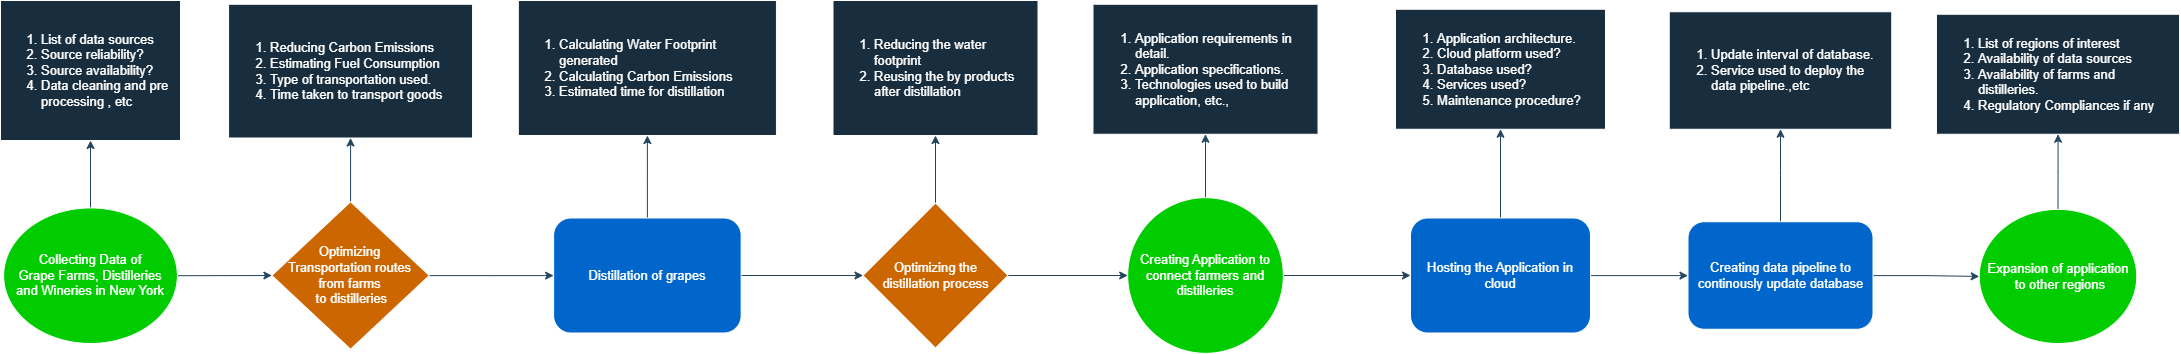 1. List of data sources
2. Source reliability?
3. Source availability?
4. Data cleaning and pre
processing , etc
1. Reducing Carbon Emissions
2. Estimating Fuel Consumption
3. Type of transportation used.
4. Time taken to transport goods
1. Calculating Water Footprint
generated
2. Calculating Carbon Emissions
3. Estimated time for distillation
1. Reducing the water
footprint
2. Reusing the by products
after distillation
1. Application requirements in
detail.
2. Application specifications.
3. Technologies used to build
application, etc.,
1. Application architecture.
2. Cloud platform used?
3. Database used?
4. Services used?
5. Maintenance procedure?
1. Update interval of database.
2. Service used to deploy the
data pipeline.,etc
1. List of regions of interest
2. Availability of data sources
3. Availability of farms and
distilleries.
4. Regulatory Compliances if any
Collecting Data of
Grape Farms, Distilleries
and Wineries in New York
Optimizing
Transportation routes
from farms
to distilleries
Distillation of grapes
Optimizing the
distillation process
Creating Application to
connect farmers and
distilleries
Hosting the Application in
cloud
Creating data pipeline to
continously update database
Expansion of application
to other regions